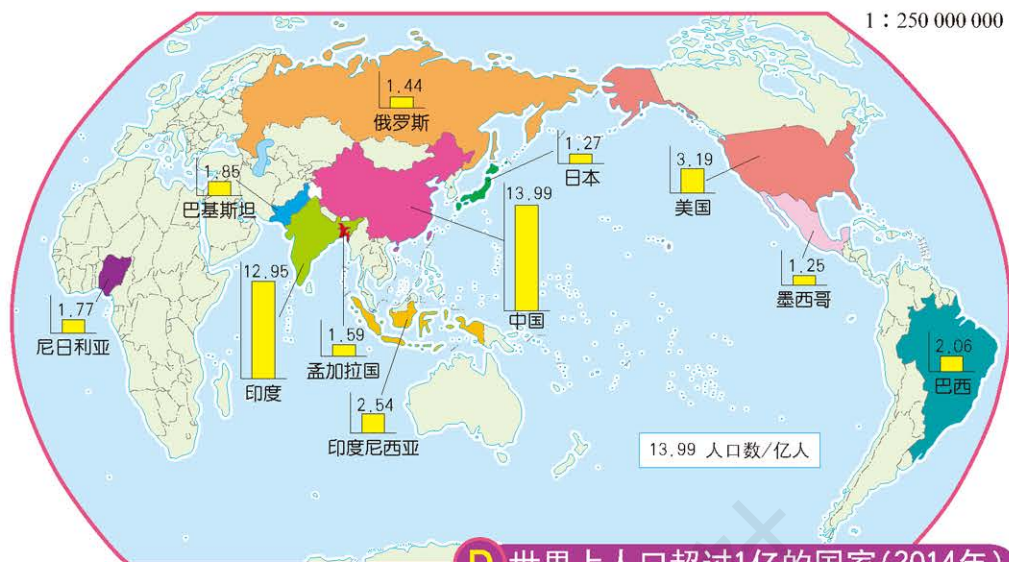 1：250 000 000
1.44
俄罗斯
1.27
日本
3.19
美国
1.85
巴基斯坦
13.99
中国
1.25
墨西哥
1.77
尼日利亚
12.95
印度
1.59
孟加拉国
2.54
印度尼西亚
2.06
巴西
13.99 人口数/亿人
D 世界上人口超过1亿的国家(2014年)